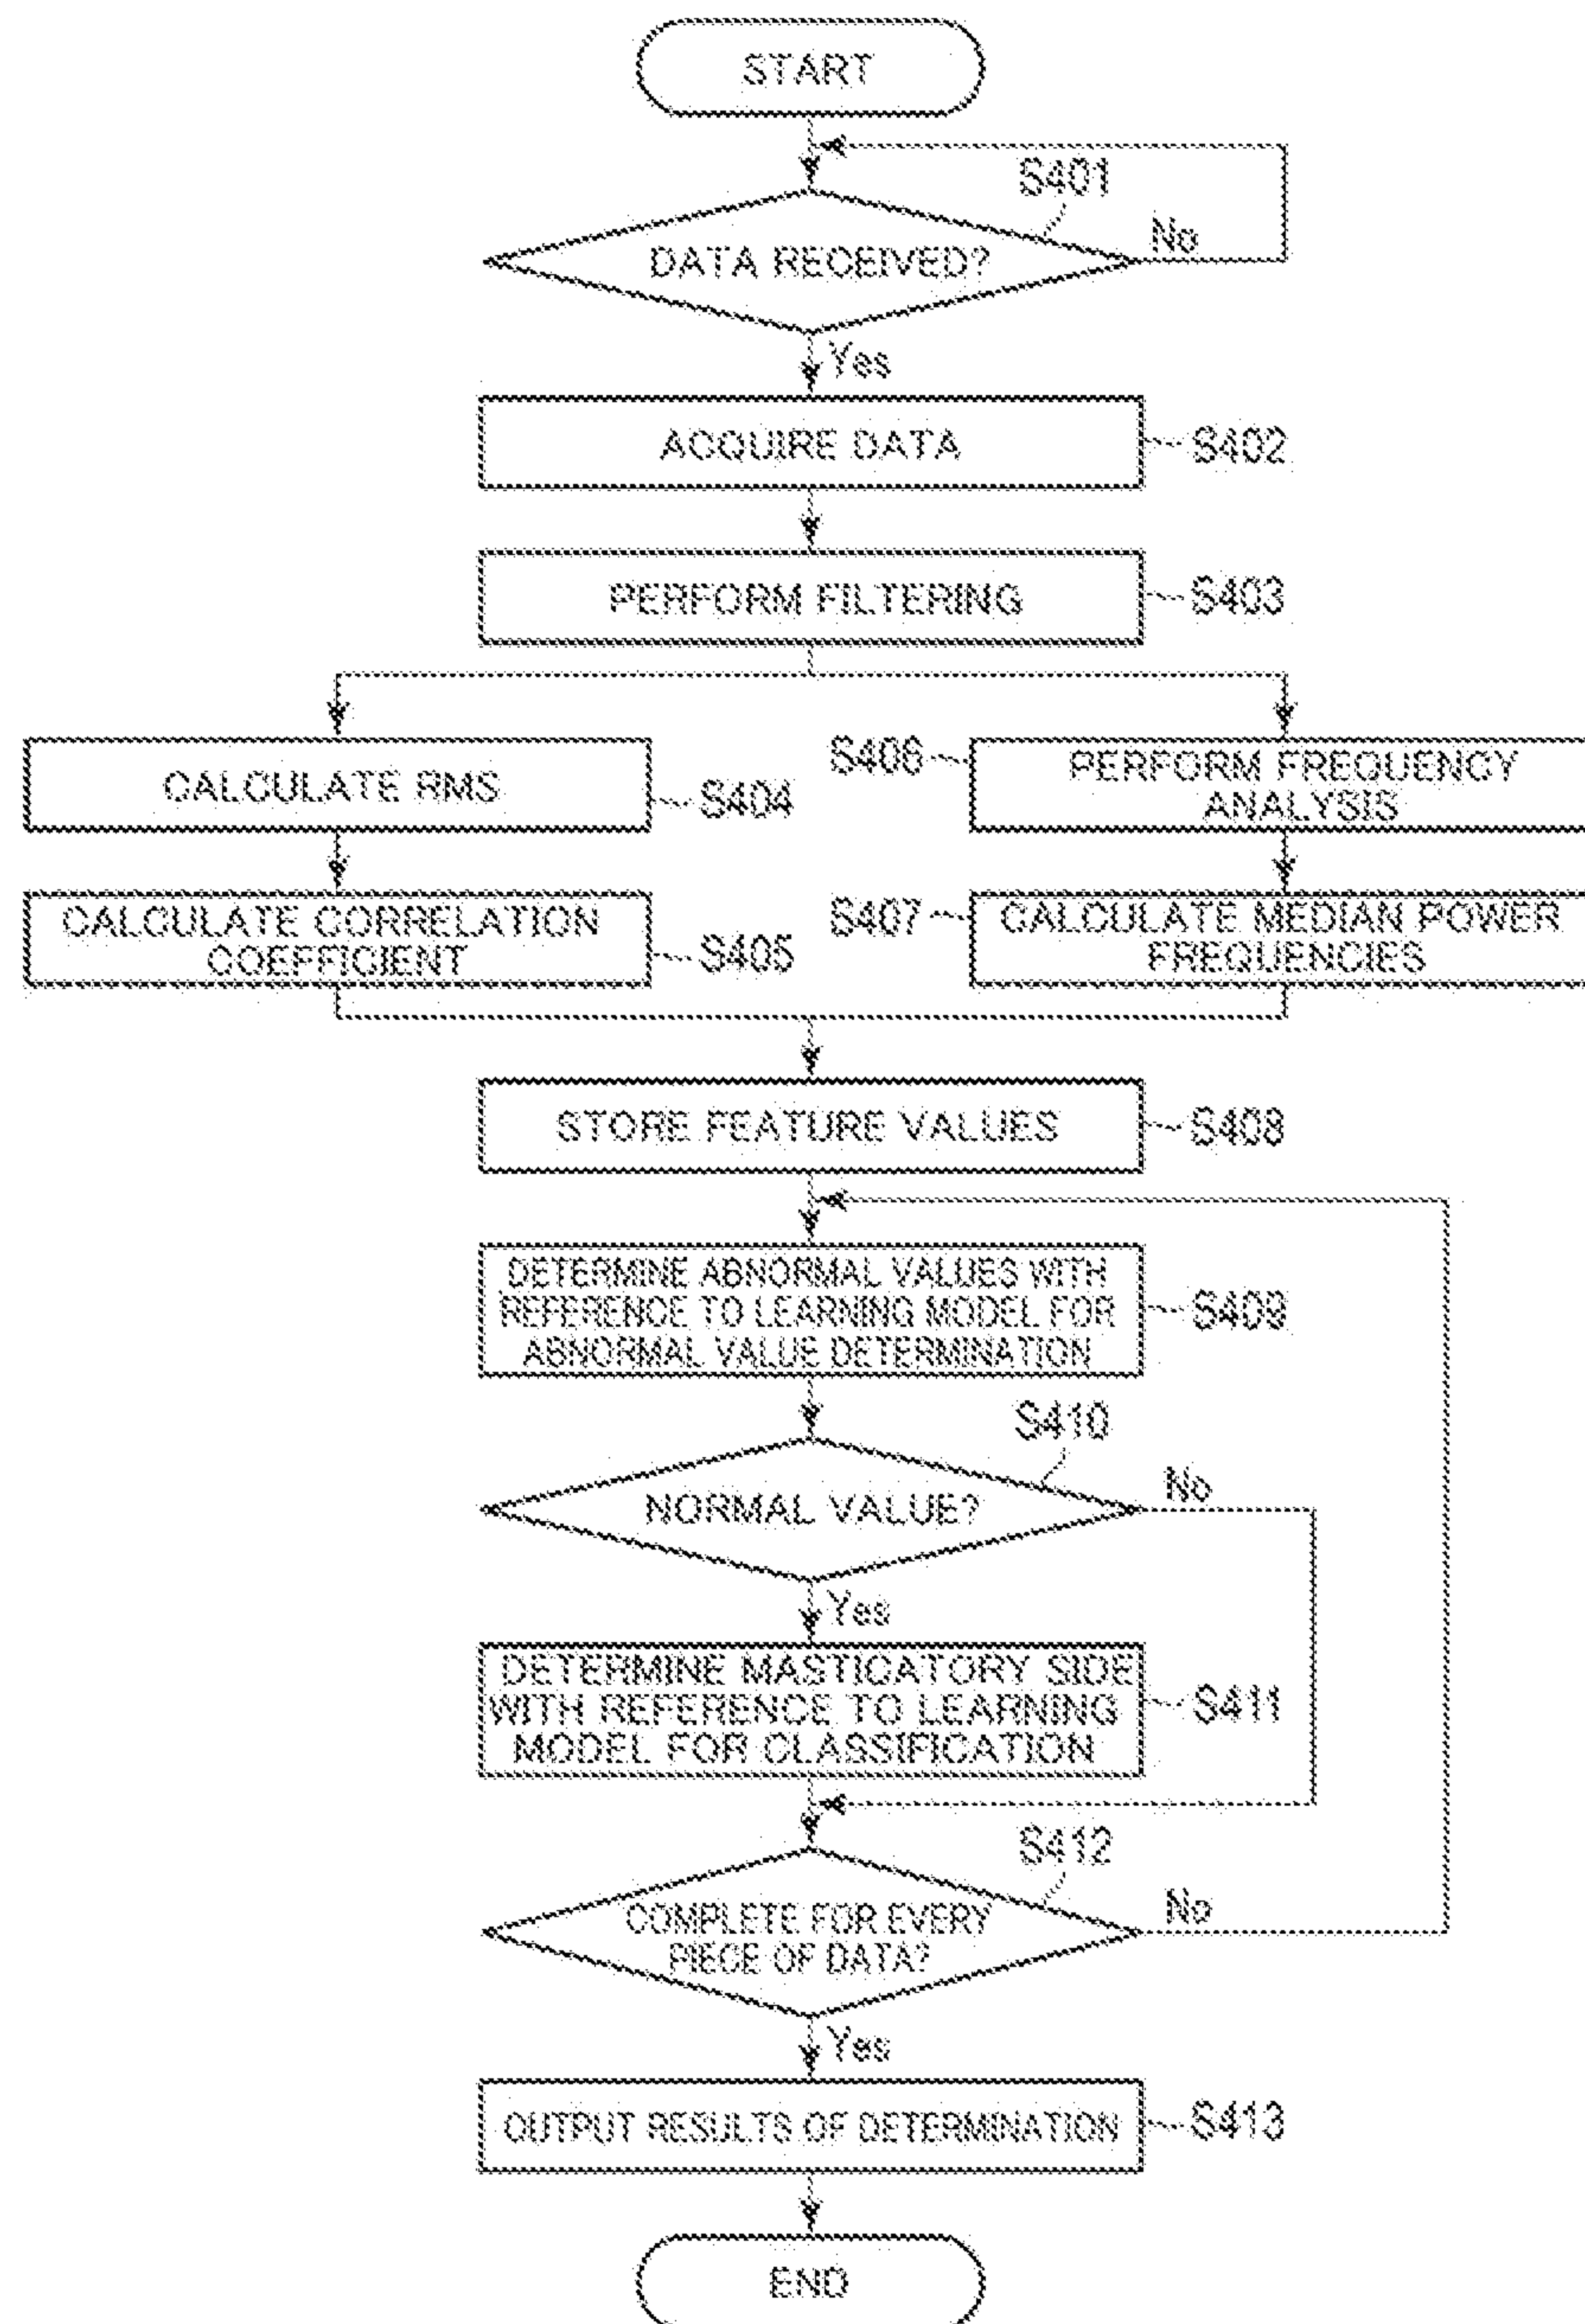 START
S401
No
DATA RECEIVED?
Yes
ACQUIRE DATA
S402
PERFORM FILTERING
S403
CALCULATE RMS
S404
S406
PERFORM FREQUENCY
ANALYSIS
CALCULATE CORRELATION
COEFFICIENT
S405
S407
CALCULATE MEDIAN POWER
FREQUENCIES
STORE FEATURE VALUES
S408
DETERMINE ABNORMAL VALUES WITH
REFERENCE TO LEARNING MODEL FOR
ABNORMAL VALUE DETERMINATION
S409
S410
No
NORMAL VALUE?
Yes
DETERMINE MASTICATORY SIDE
WITH REFERENCE TO LEARNING
MODEL FOR CLASSIFICATION
S411
S412
No
COMPLETE FOR EVERY
PIECE OF DATA?
Yes
OUTPUT RESULTS OF DETERMINATION
S413
END